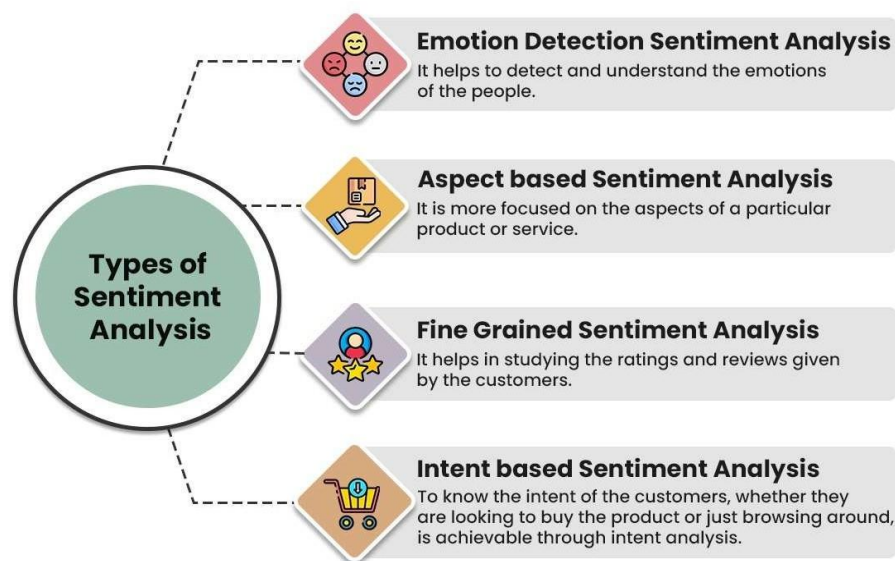 Types of
Sentiment
Analysis
Emotion Detection Sentiment Analysis
It helps to detect and understand the emotions
of the people.
Aspect based Sentiment Analysis
It is more focused on the aspects of a particular
product or service.
Fine Grained Sentiment Analysis
It helps in studying the ratings and reviews given
by the customers.
Intent based Sentiment Analysis
To know the intent of the customers, whether they
are looking to buy the product or just browsing around,
is achievable through intent analysis.